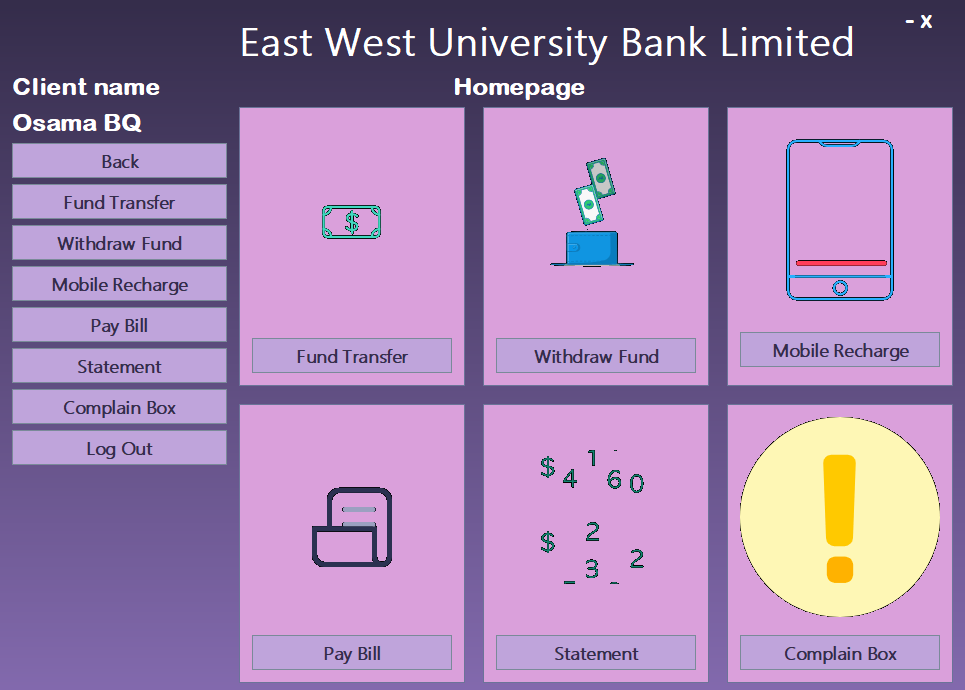 - x
East West University Bank Limited
Client name
Homepage
Osama BQ
Back
Fund Transfer
Withdraw Fund
Mobile Recharge
Pay Bill
Statement
Complain Box
Log Out
$
Fund Transfer
Withdraw Fund
Mobile Recharge
$ 4 1 6 0
$ 2 3 2
!
Pay Bill
Statement
Complain Box